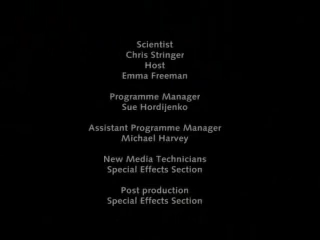 Scientist
Chris Stringer
Host
Emma Freeman
Programme Manager
Sue Hordijenko
Assistant Programme Manager
Michael Harvey
New Media Technicians
Special Effects Section
Post production
Special Effects Section